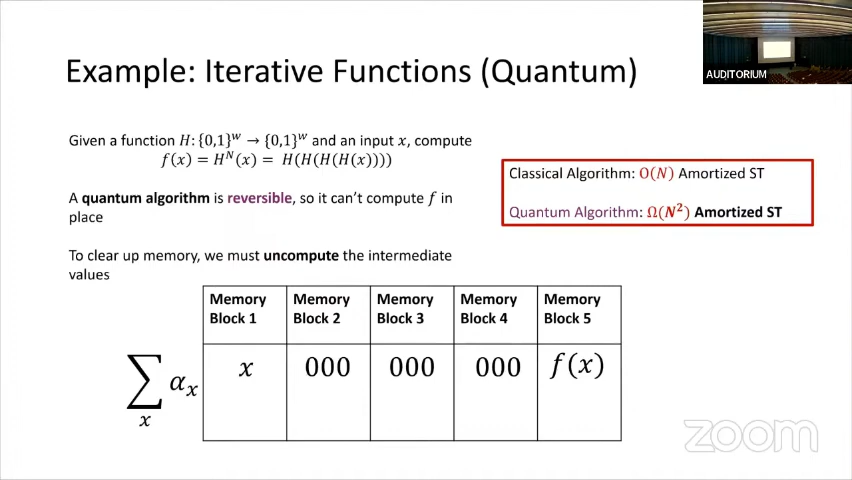 AUDITORIUM
Example: Iterative Functions (Quantum)
Given a function H: {0,1}ʷ → {0,1}ʷ and an input x, compute
f(x) = Hᴺ(x) = H(H(H(H(x))))
A quantum algorithm is reversible, so it can't compute f in
place
To clear up memory, we must uncompute the intermediate
values
Classical Algorithm: O(N) Amortized ST
Quantum Algorithm: Ω(N²) Amortized ST
Memory Block 1
Memory Block 2
Memory Block 3
Memory Block 4
Memory Block 5
∑ αₓ
x
x 000 000 000 f(x)
zoom